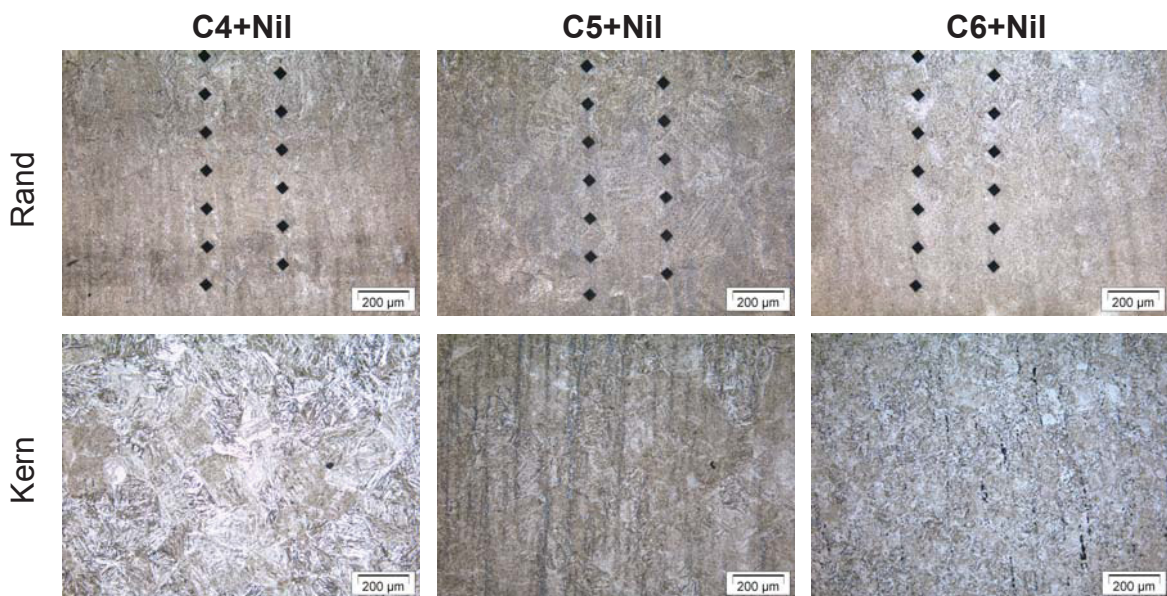 C4+Nil C5+Nil C6+Nil
Rand
200 µm 200 µm 200 µm
Kern
200 µm 200 µm 200 µm